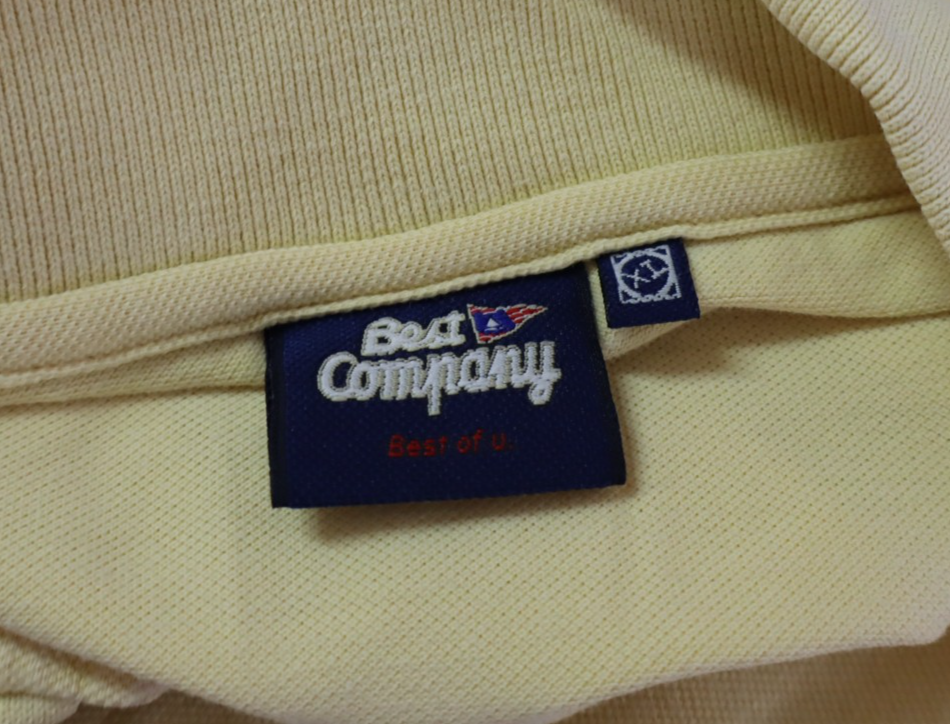 Best
Company
Best of u.
XL